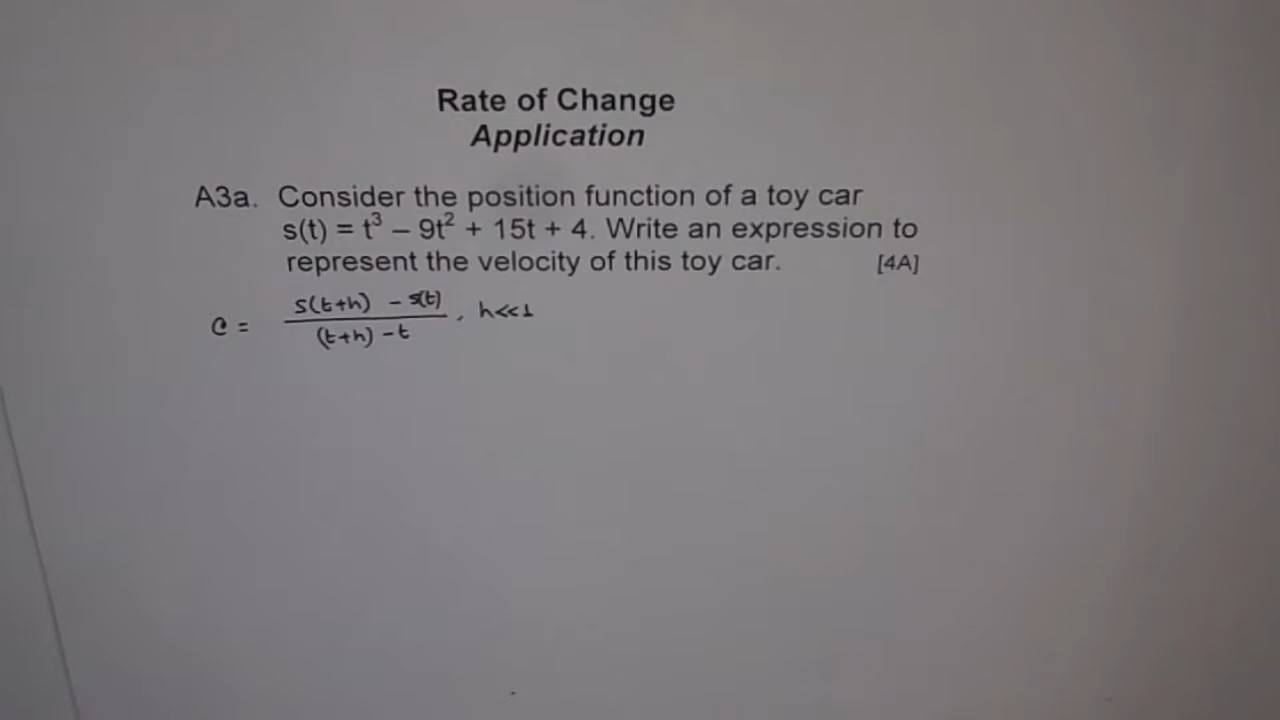 Rate of Change
Application
A3a. Consider the position function of a toy car
s(t) = t³ – 9t² + 15t + 4. Write an expression to
represent the velocity of this toy car. [4A]
s(t+h) - s(t)
= , h<<1
(t+h) - t